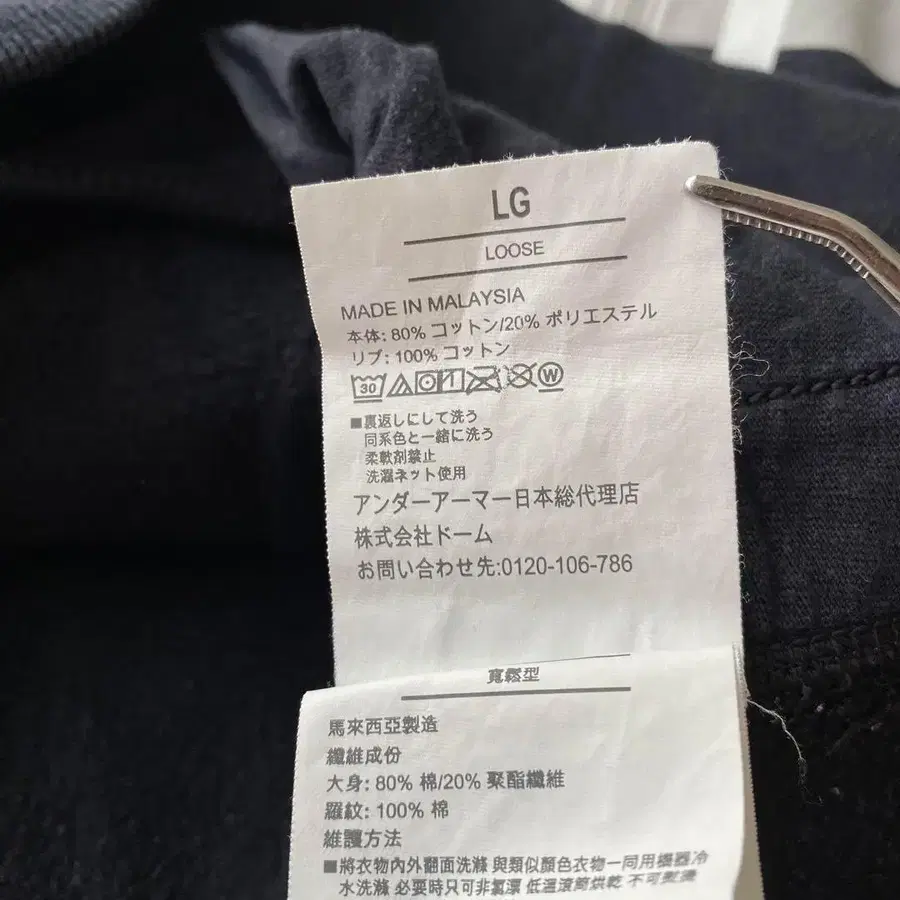 LG
LOOSE
MADE IN MALAYSIA
本体: 80% コットン/20% ポリエステル
リブ: 100% コットン
30 W
■裏返しにして洗う
同系色と一緒に洗う
柔軟剤禁止
洗濯ネット使用
アンダーアーマー日本総代理店
株式会社ドーム
お問い合わせ先:0120-106-786
寬鬆型
馬來西亞製造
纖維成份
大身: 80% 棉/20% 聚酯纖維
羅紋: 100% 棉
維護方法
■將衣物內外翻面洗滌 與類似顏色衣物一同用機器冷
水洗滌 必要時只可非氯漂 低溫滾筒烘乾 不可熨燙